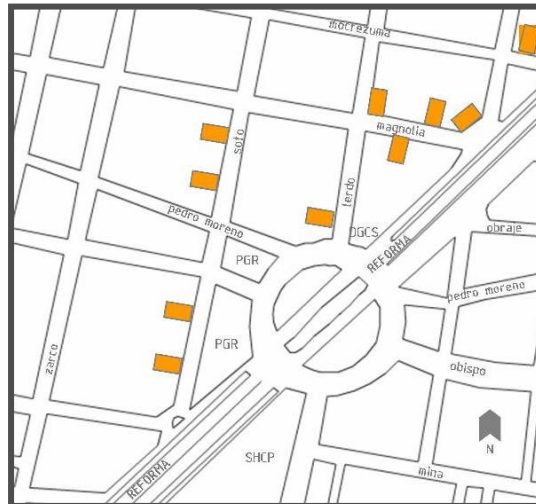 moctezuma
magnolia
soto
lerdo
pedro moreno
DGCS
REFORMA
obraje
PGR
pedro moreno
PGR
zarco
obispo
REFORMA
SHCP
mina
N